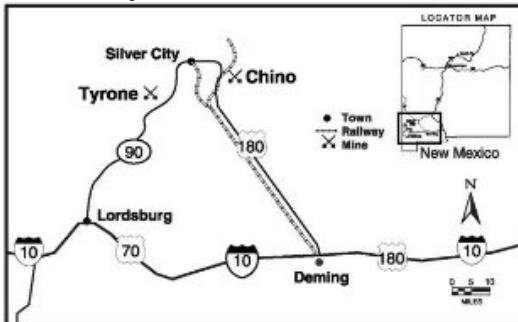 LOCATOR MAP
New Mexico
Silver City
Chino
Tyrone
Town
Railway
Mine
90
180
N
Lordsburg
10
70
10
Deming
180
10
0 5 10
MILES